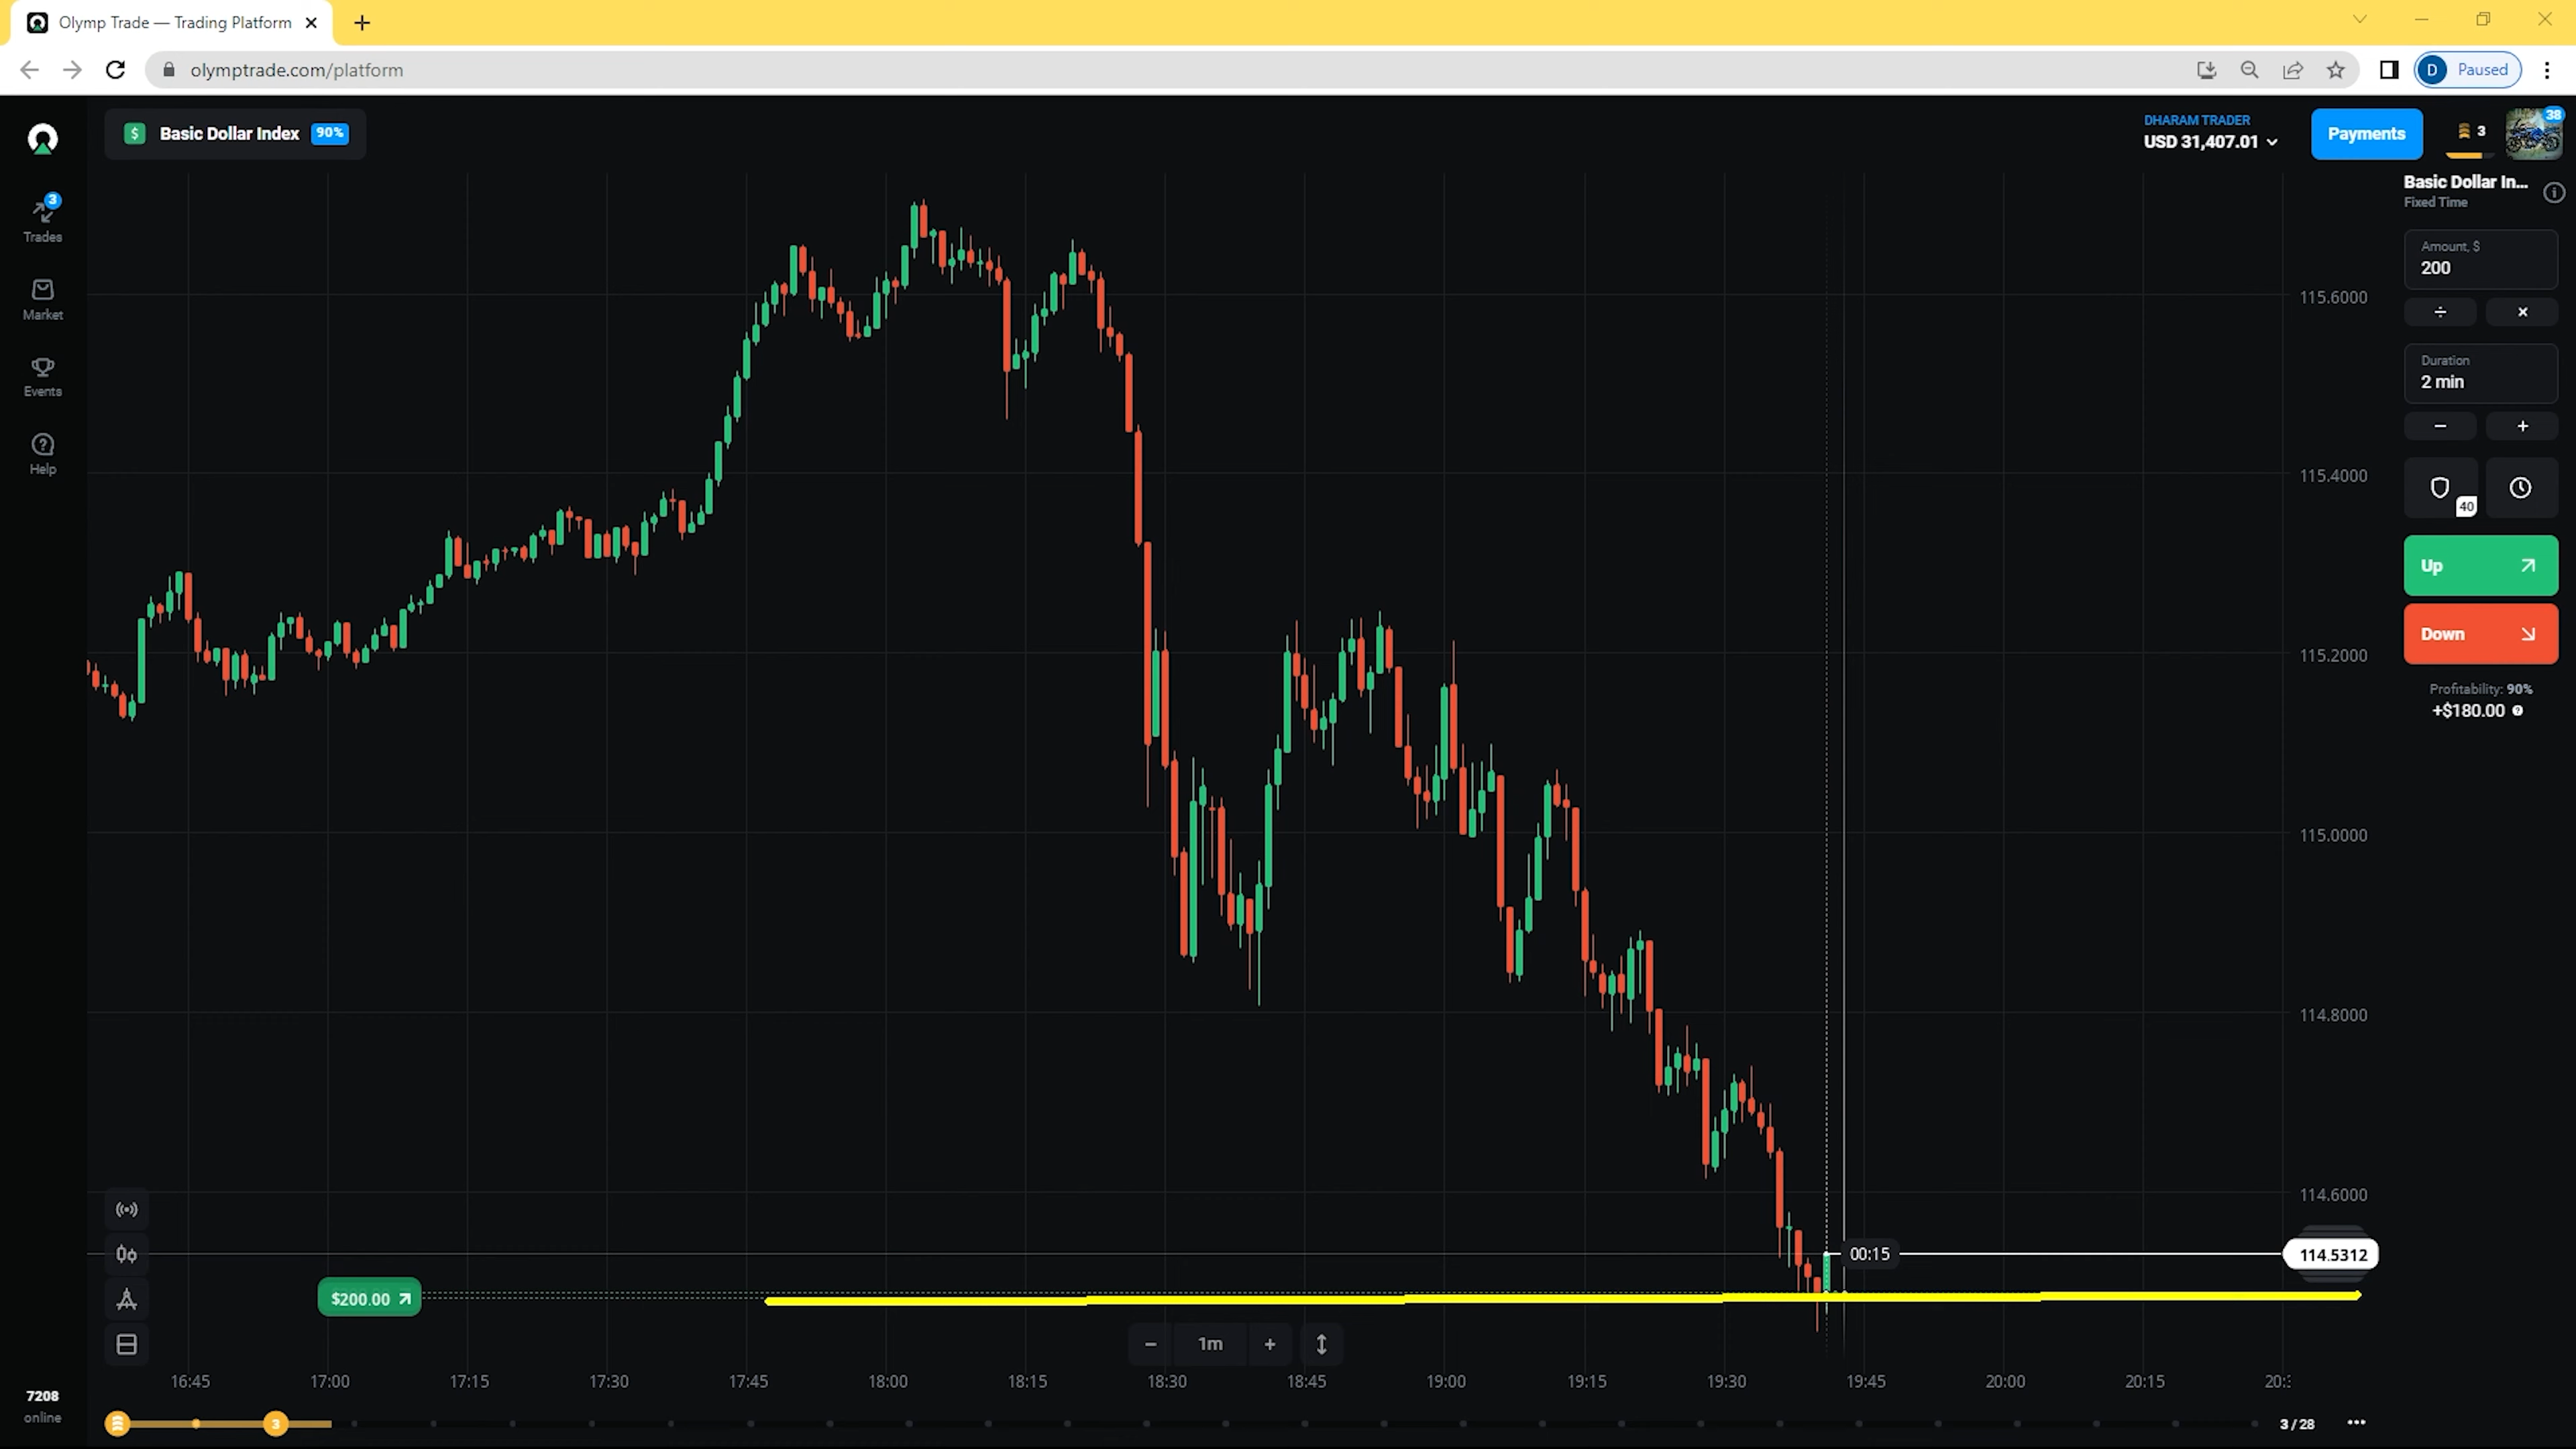 Olymp Trade — Trading Platform
olymptrade.com/platform
D Paused
$ Basic Dollar Index 90%
DHARAM TRADER
USD 31,407.01
Payments
3
38
3
Trades
Market
Events
Help
Basic Dollar In...
Fixed Time
Amount, $
200
÷ ×
Duration
2 min
− +
40
Up
Down
Profitability: 90%
+$180.00
115.6000
115.4000
115.2000
115.0000
114.8000
114.6000
00:15
114.5312
$200.00
− 1m +
16:45 17:00 17:15 17:30 17:45 18:00 18:15 18:30 18:45 19:00 19:15 19:30 19:45 20:00 20:15 20:
7208
online
3
3 / 28